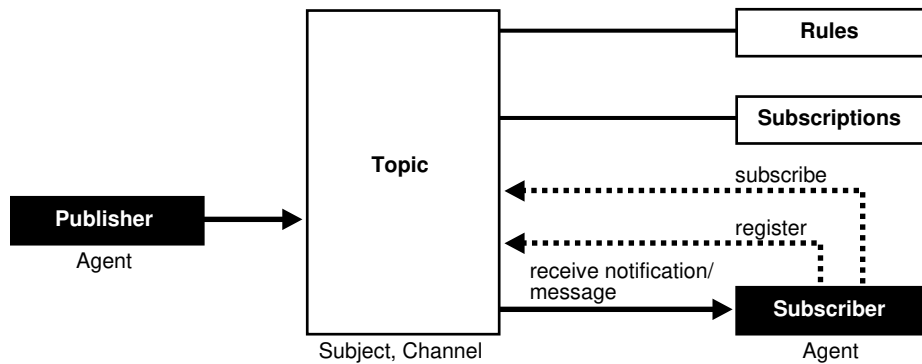 Rules
Subscriptions
Topic
subscribe
Publisher
register
Agent
receive notification/
message
Subscriber
Subject, Channel
Agent